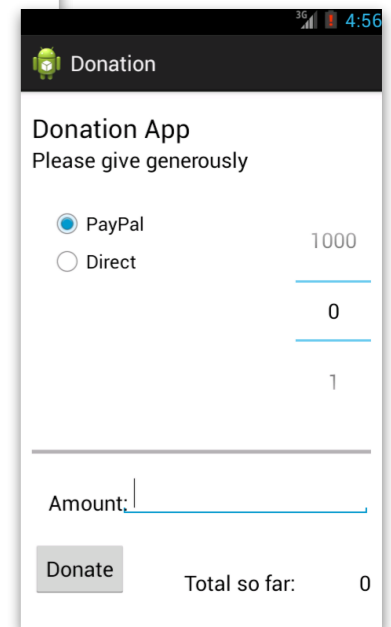 3G 4:56
Donation
Donation App
Please give generously
PayPal
Direct
1000
0
1
Amount:
Donate
Total so far: 0